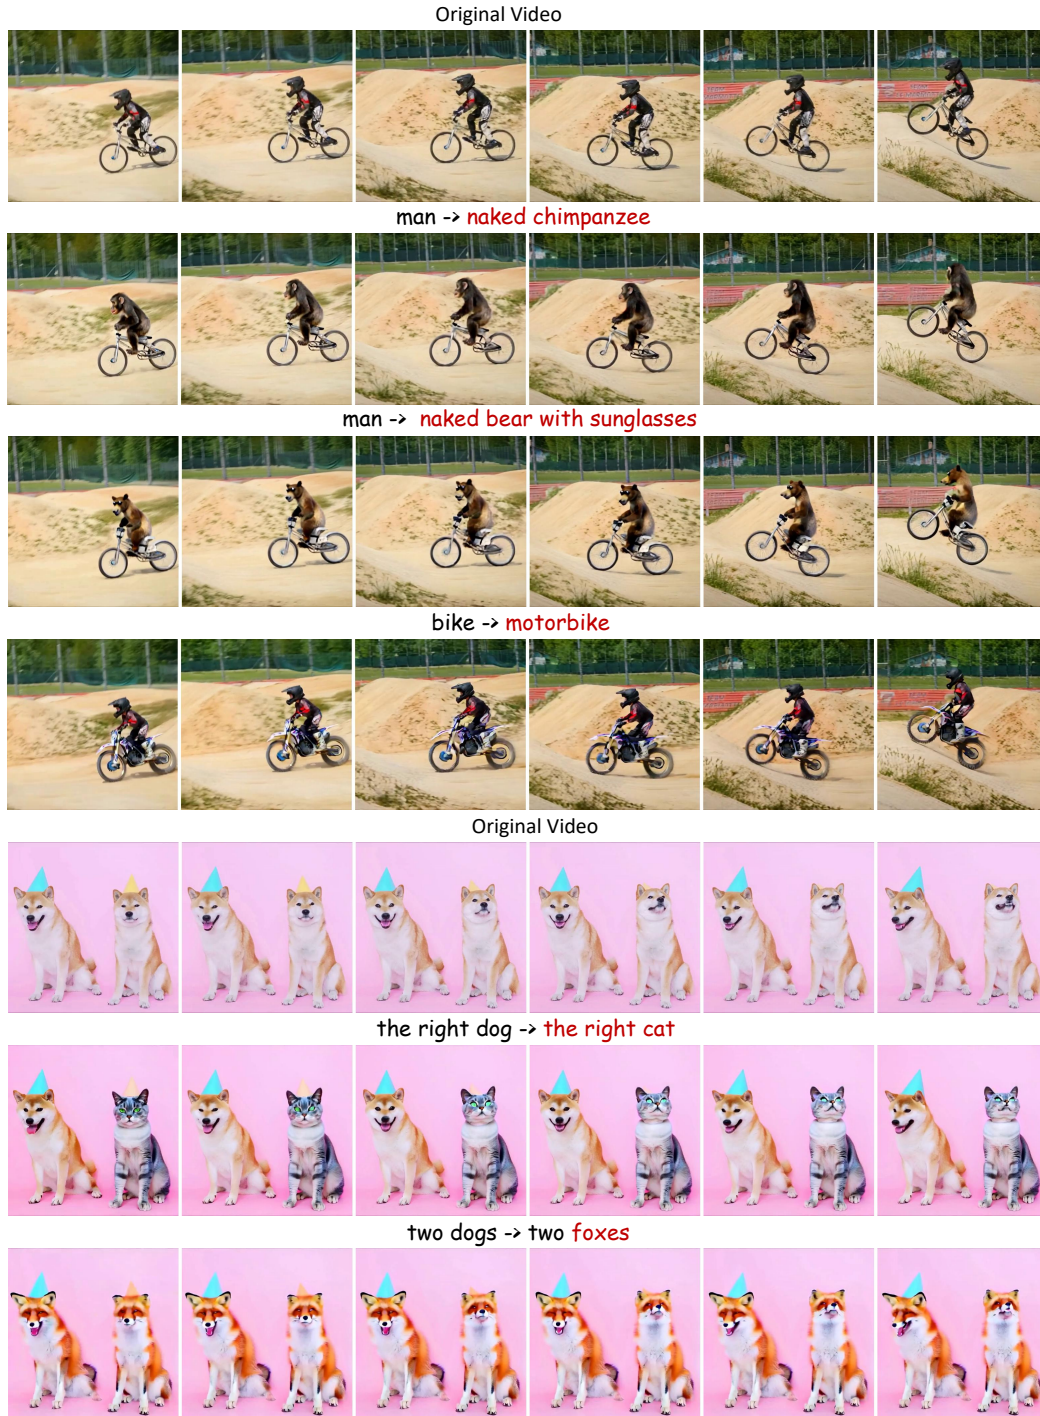 Original Video
man -> naked chimpanzee
man -> naked bear with sunglasses
bike -> motorbike
Original Video
the right dog -> the right cat
two dogs -> two foxes